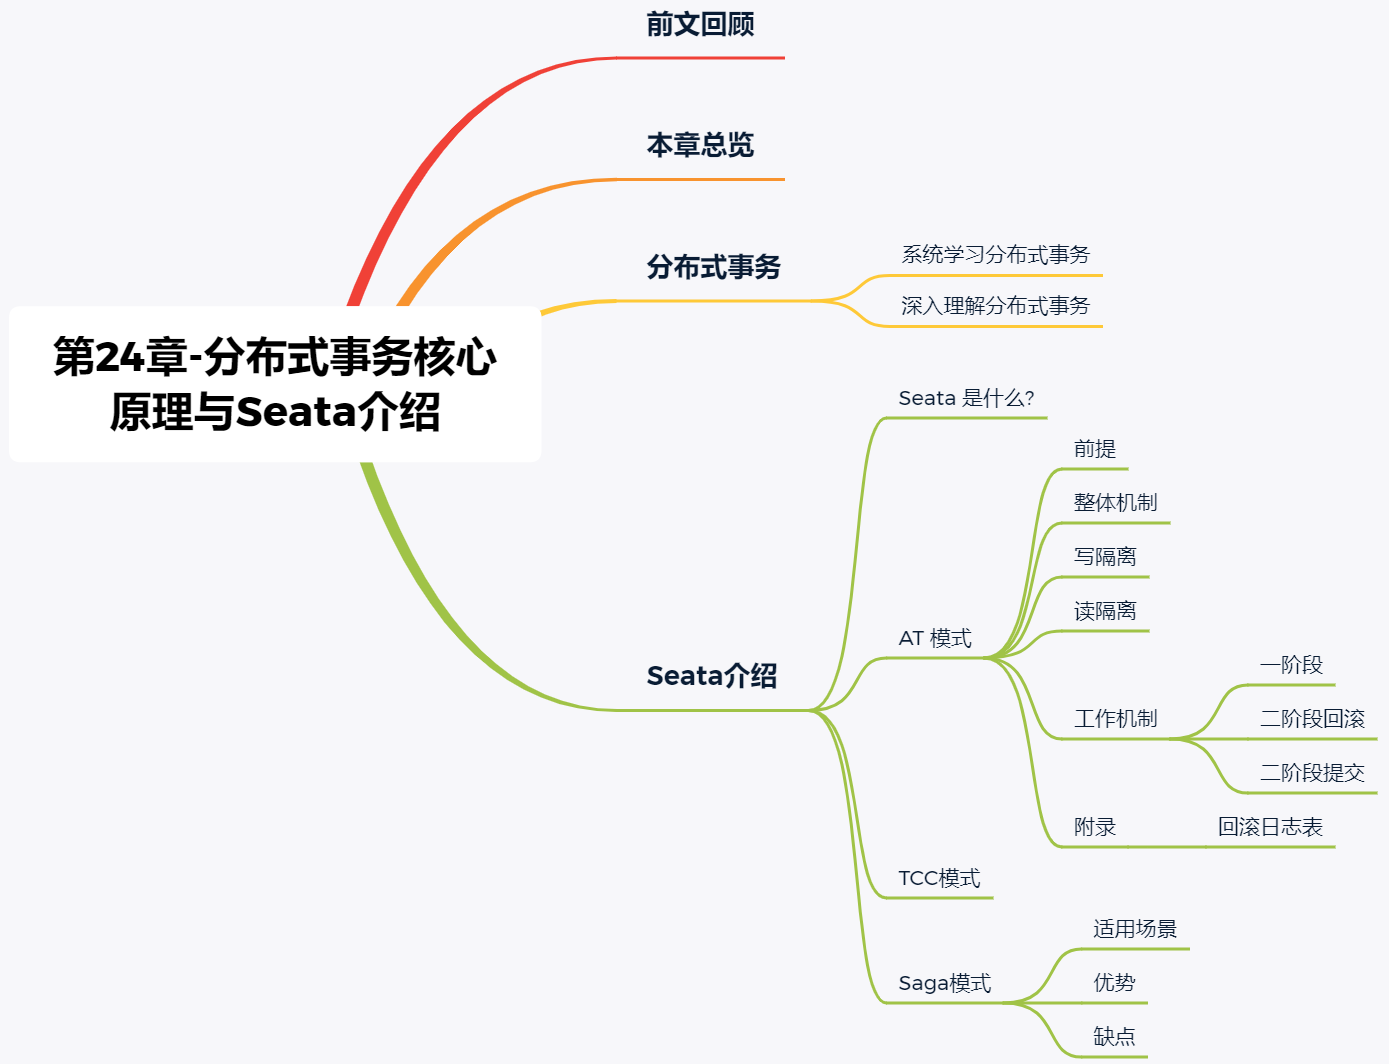 前文回顾
本章总览
分布式事务
系统学习分布式事务
深入理解分布式事务
第24章-分布式事务核心
原理与Seata介绍
Seata介绍
Seata 是什么?
AT 模式
前提
整体机制
写隔离
读隔离
工作机制
一阶段
二阶段回滚
二阶段提交
附录
回滚日志表
TCC模式
Saga模式
适用场景
优势
缺点